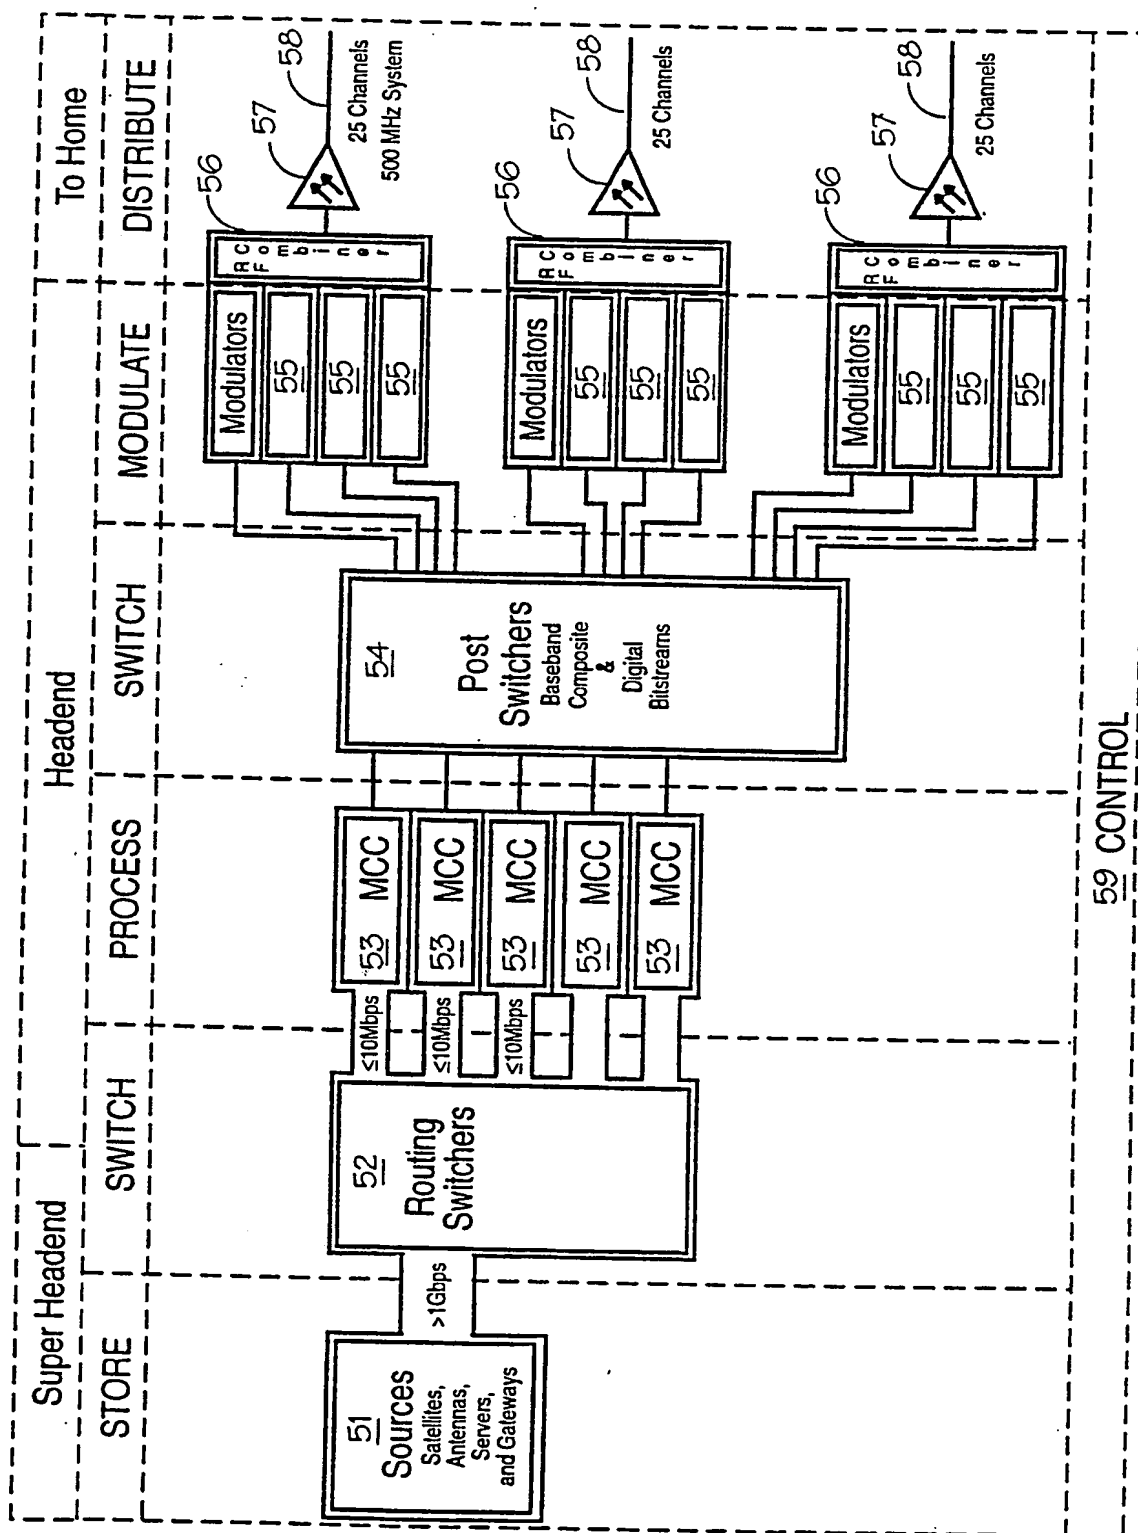 Super Headend
Headend
To Home
STORE
SWITCH
PROCESS
SWITCH
MODULATE
DISTRIBUTE
51
Sources
Satellites,
Antennas,
Servers,
and Gateways
>1Gbps
52
Routing
Switchers
≤10Mbps
≤10Mbps
≤10Mbps
53 MCC
53 MCC
53 MCC
53 MCC
53 MCC
54
Post
Switchers
Baseband
Composite
&
Digital
Bitstreams
Modulators
55
55
55
RF Combiner
56
57
58
25 Channels
500 MHz System
Modulators
55
55
55
RF Combiner
56
57
58
25 Channels
Modulators
55
55
55
RF Combiner
56
57
58
25 Channels
59 CONTROL